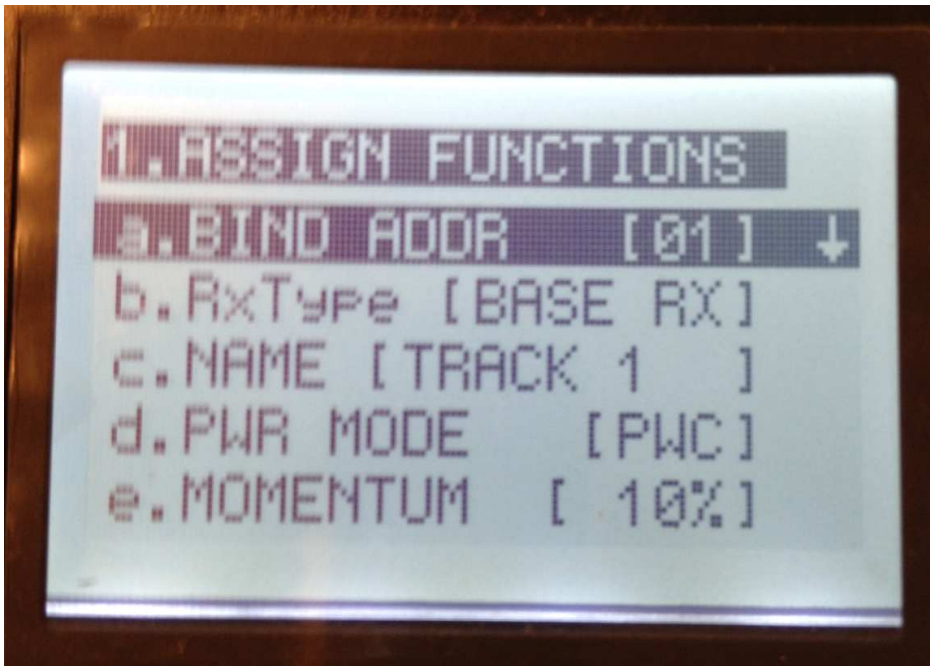 1.ASSIGN FUNCTIONS
a.BIND ADDR [01] ↓
b.RxType [BASE RX]
c.NAME [TRACK 1 ]
d.PWR MODE [PWC]
e.MOMENTUM [ 10%]